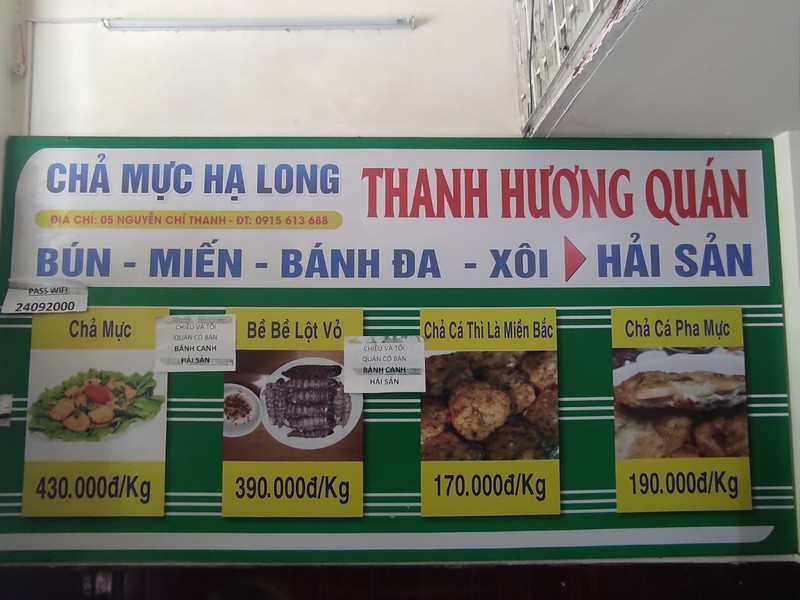 CHẢ MỰC HẠ LONG
THANH HƯƠNG QUÁN
ĐỊA CHỈ: 05 NGUYỄN CHÍ THANH - ĐT: 0915 613 688
BÚN - MIẾN - BÁNH ĐA - XÔI HẢI SẢN
PASS WIFI:
24092000
Chả Mực
430.000đ/Kg
CHIỀU VÀ TỐI
QUÁN CÓ BÁN
BÁNH CANH
HẢI SẢN
Bề Bề Lột Vỏ
390.000đ/Kg
CHIỀU VÀ TỐI
QUÁN CÓ BÁN
BÁNH CANH
HẢI SẢN
Chả Cá Thì Là Miền Bắc
170.000đ/Kg
Chả Cá Pha Mực
190.000đ/Kg